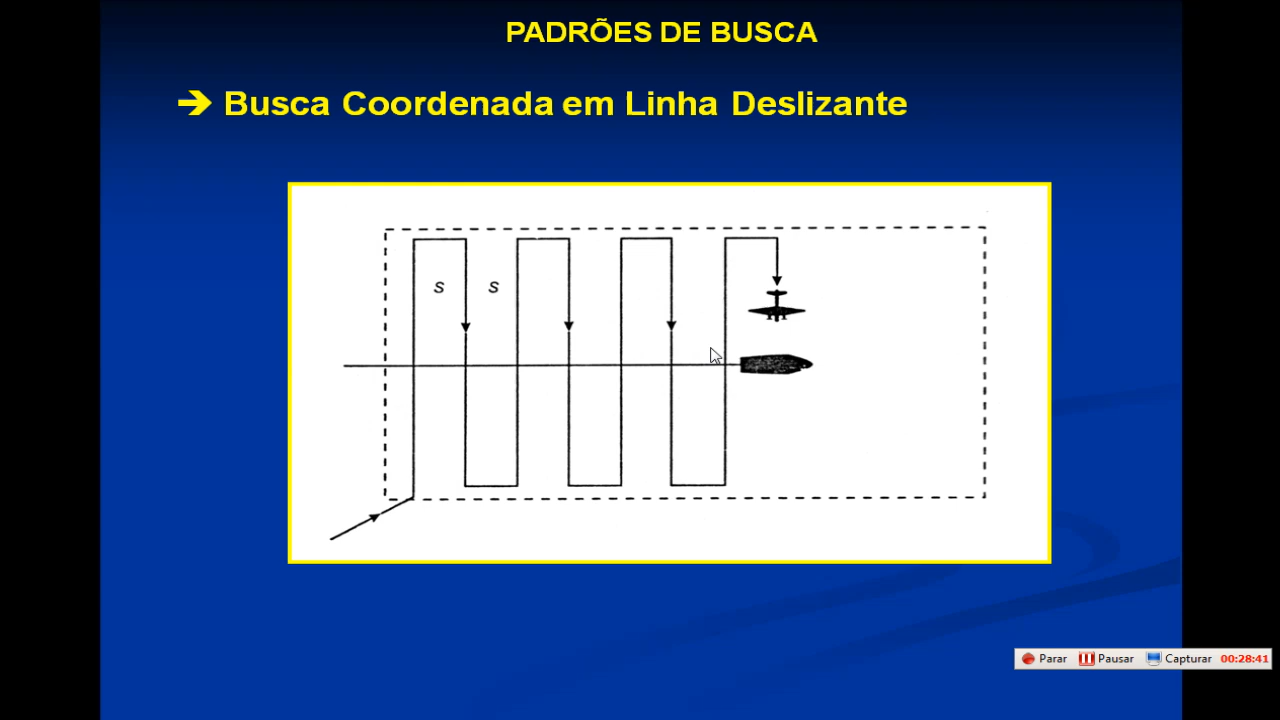 PADRÕES DE BUSCA
➔ Busca Coordenada em Linha Deslizante
S S
Parar Pausar Capturar 00:28:41